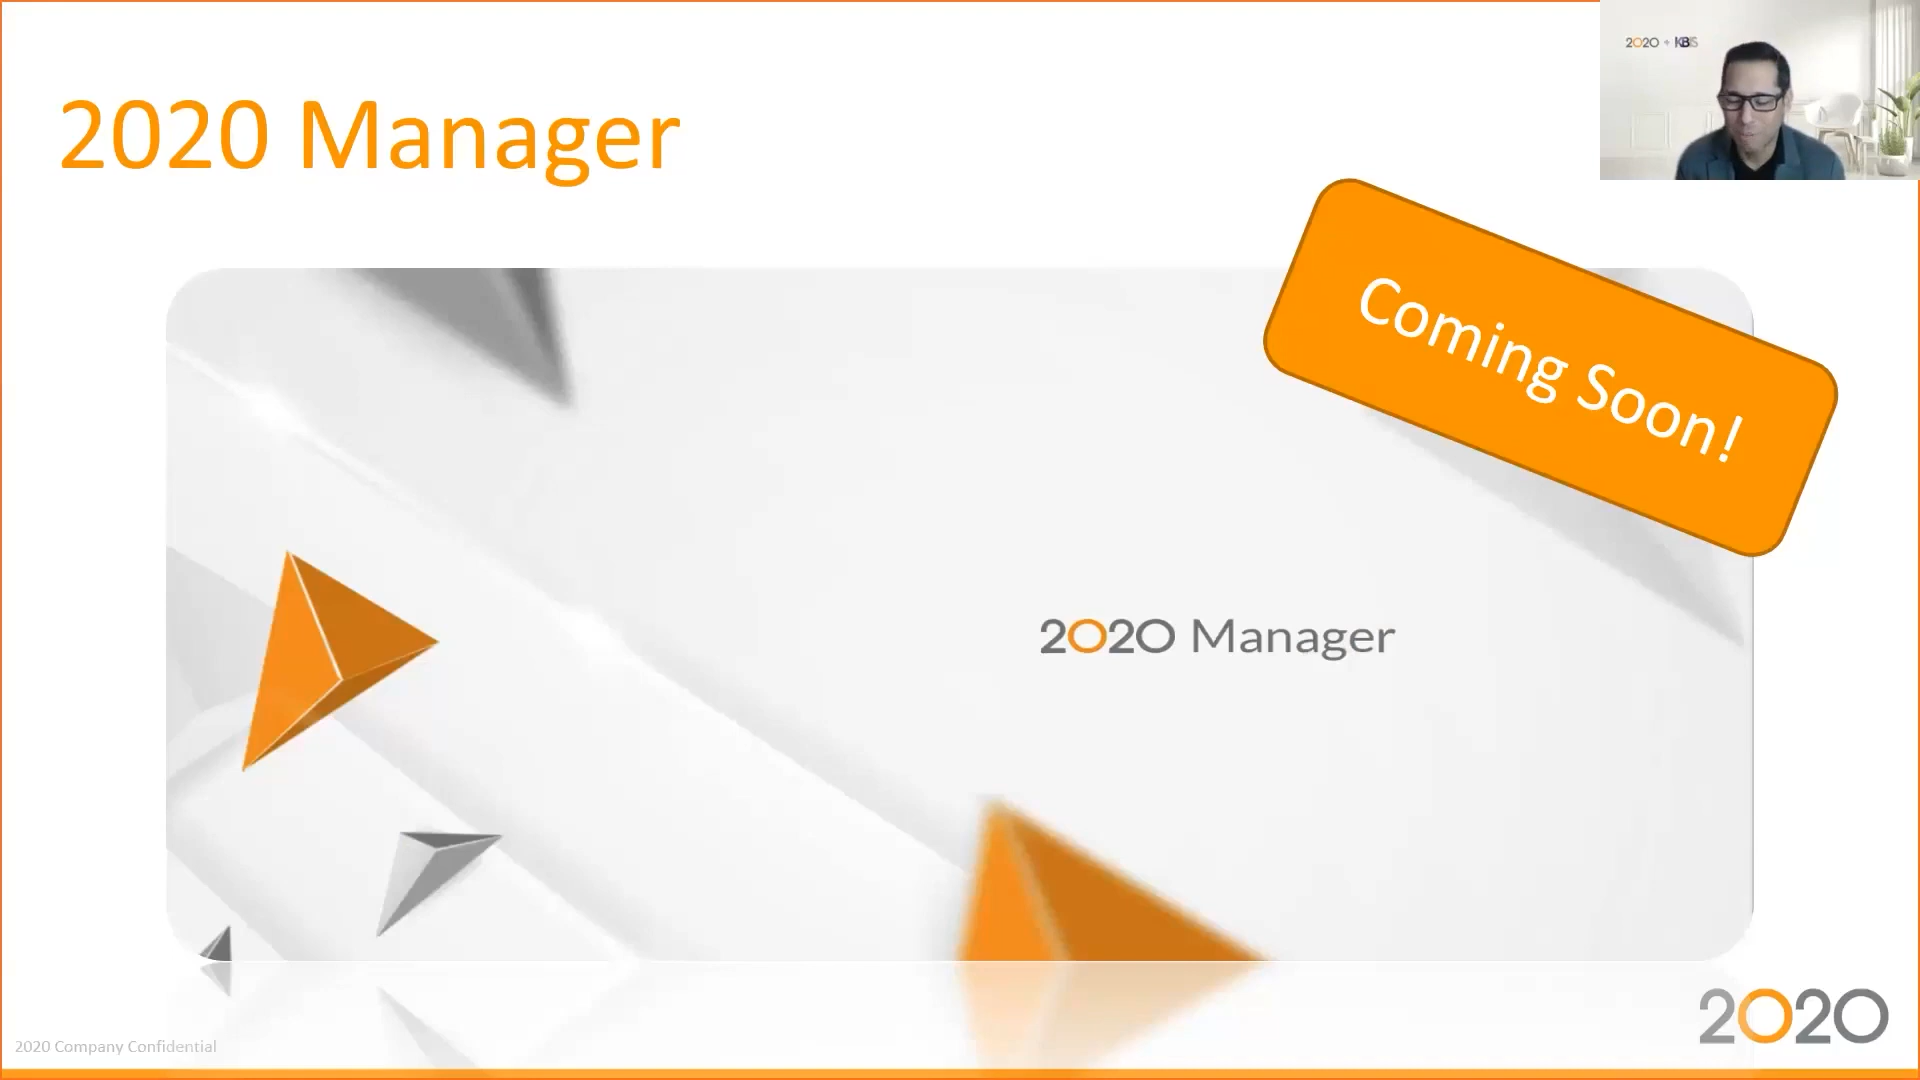 2020 Manager
2020 + KBIS
Coming Soon!
2020 Manager
2020 Company Confidential
2020